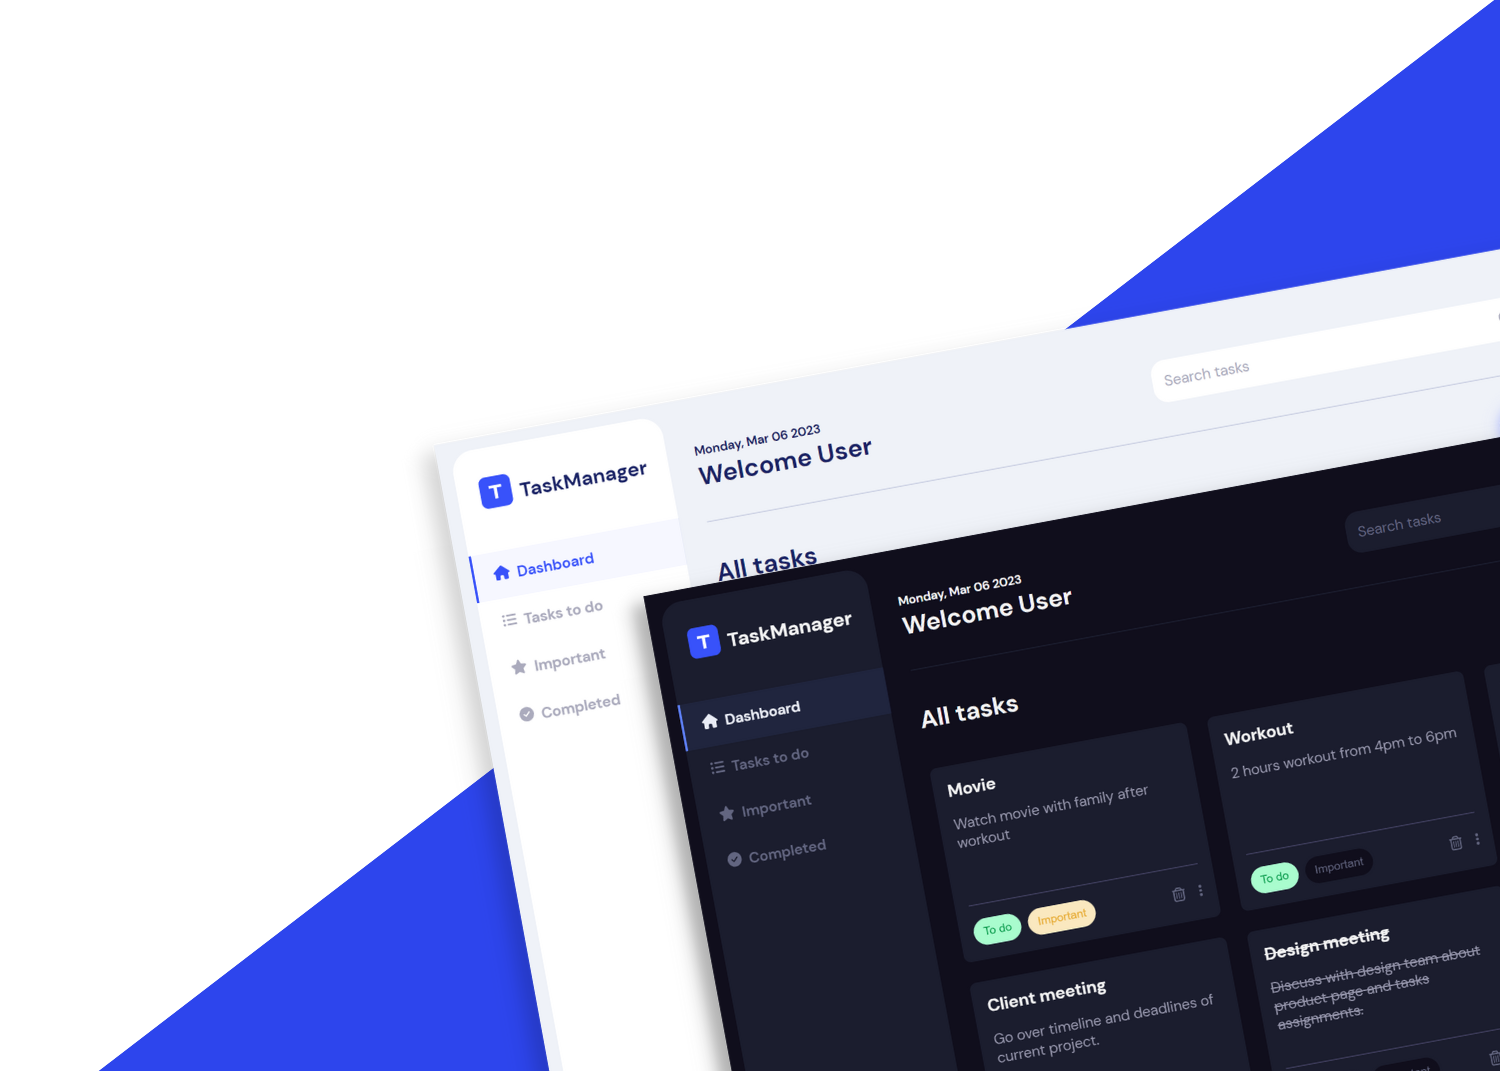 Search tasks
Monday, Mar 06 2023
Welcome User
T TaskManager
All tasks
Dashboard
Tasks to do
Important
Completed
Search tasks
Monday, Mar 06 2023
Welcome User
T TaskManager
All tasks
Dashboard
Tasks to do
Important
Completed
Movie
Watch movie with family after
workout
To do Important
Workout
2 hours workout from 4pm to 6pm
To do Important
Client meeting
Go over timeline and deadlines of
current project.
Design meeting
Discuss with design team about
product page and tasks
assignments.